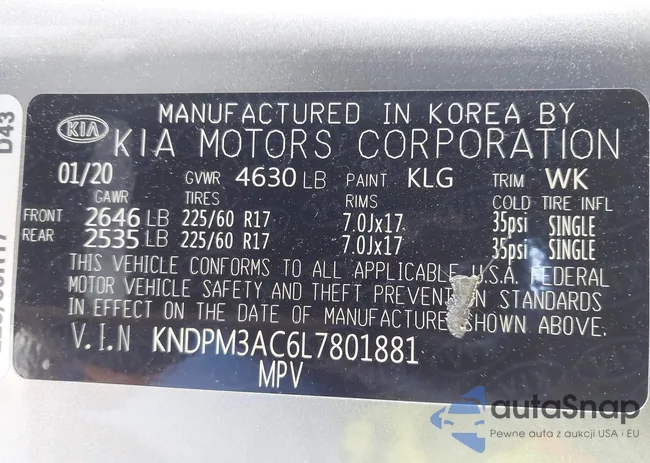 D43
MANUFACTURED IN KOREA BY
KIA KIA MOTORS CORPORATION
01/20 GVWR 4630 LB PAINT KLG TRIM WK
GAWR TIRES RIMS COLD TIRE INFL
FRONT 2646 LB 225/60 R17 7.0Jx17 35psi SINGLE
REAR 2535 LB 225/60 R17 7.0Jx17 35psi SINGLE
THIS VEHICLE CONFORMS TO ALL APPLICABLE U.S.A. FEDERAL
MOTOR VEHICLE SAFETY AND THEFT PREVENTION STANDARDS
IN EFFECT ON THE DATE OF MANUFACTURE SHOWN ABOVE.
V.I.N KNDPM3AC6L7801881
MPV
autoSnap
Pewne auta z aukcji USA i EU